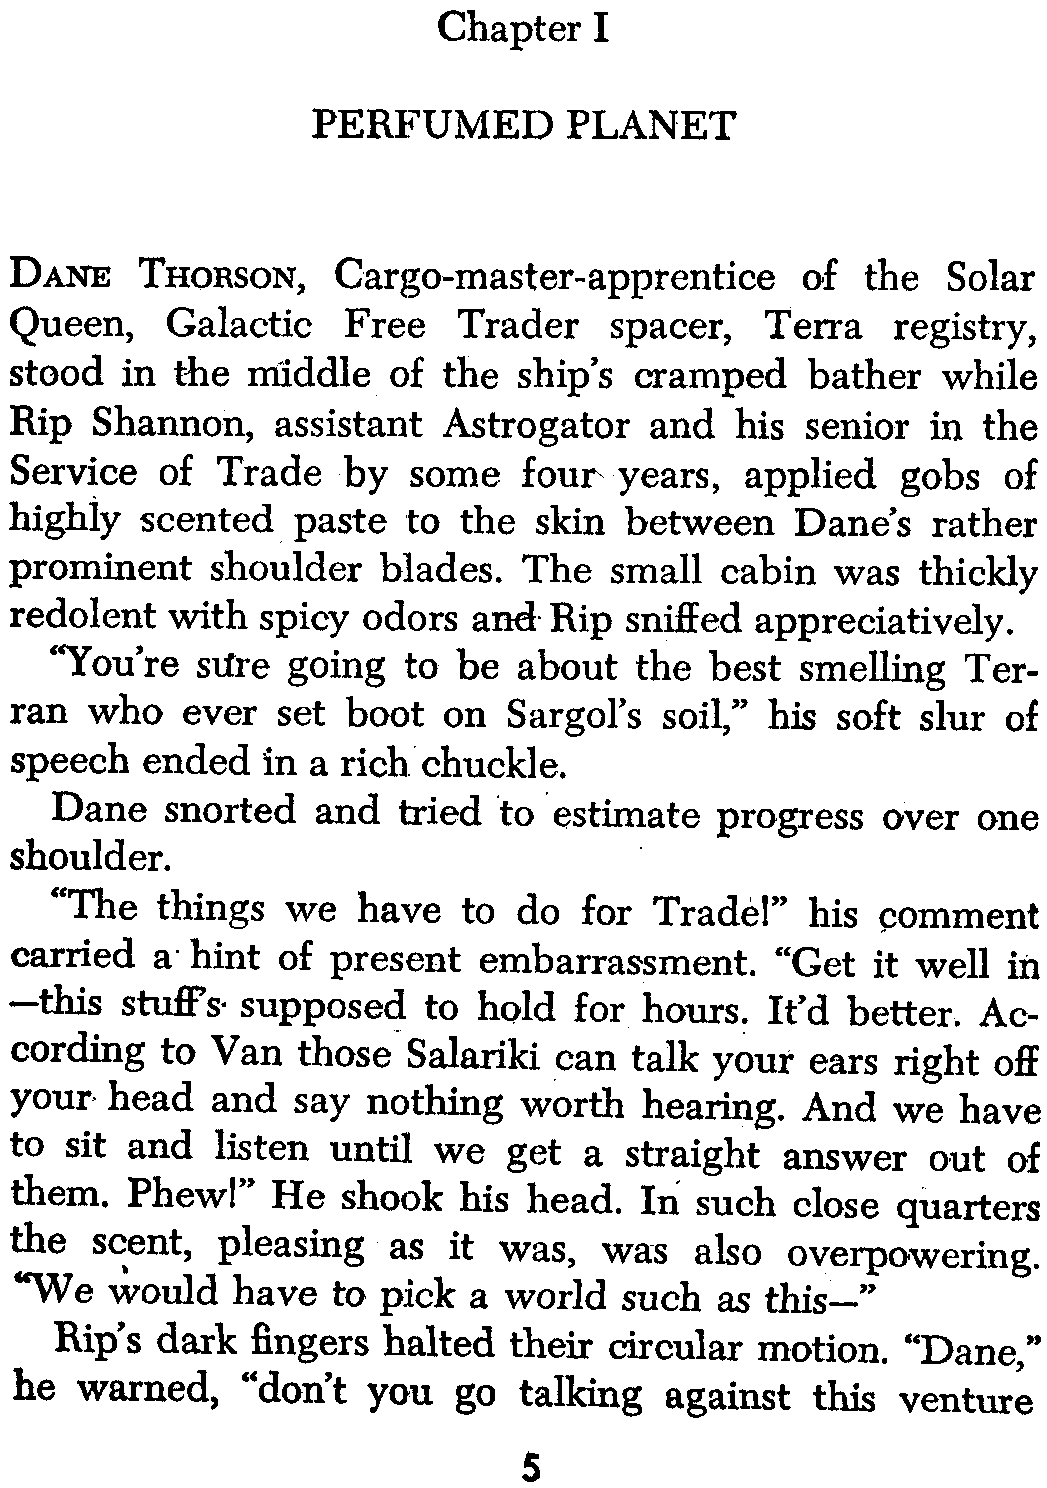 Chapter I
PERFUMED PLANET
DANE THORSON, Cargo-master-apprentice of the Solar
Queen, Galactic Free Trader spacer, Terra registry,
stood in the middle of the ship's cramped bather while
Rip Shannon, assistant Astrogator and his senior in the
Service of Trade by some four years, applied gobs of
highly scented paste to the skin between Dane's rather
prominent shoulder blades. The small cabin was thickly
redolent with spicy odors and Rip sniffed appreciatively.
“You're sure going to be about the best smelling Ter-
ran who ever set boot on Sargol's soil,” his soft slur of
speech ended in a rich chuckle.
Dane snorted and tried to estimate progress over one
shoulder.
“The things we have to do for Trade!” his comment
carried a hint of present embarrassment. “Get it well in
—this stuff's supposed to hold for hours. It'd better. Ac-
cording to Van those Salariki can talk your ears right off
your head and say nothing worth hearing. And we have
to sit and listen until we get a straight answer out of
them. Phew!” He shook his head. In such close quarters
the scent, pleasing as it was, was also overpowering.
“We would have to pick a world such as this—”
Rip's dark fingers halted their circular motion. “Dane,”
he warned, “don't you go talking against this venture
5